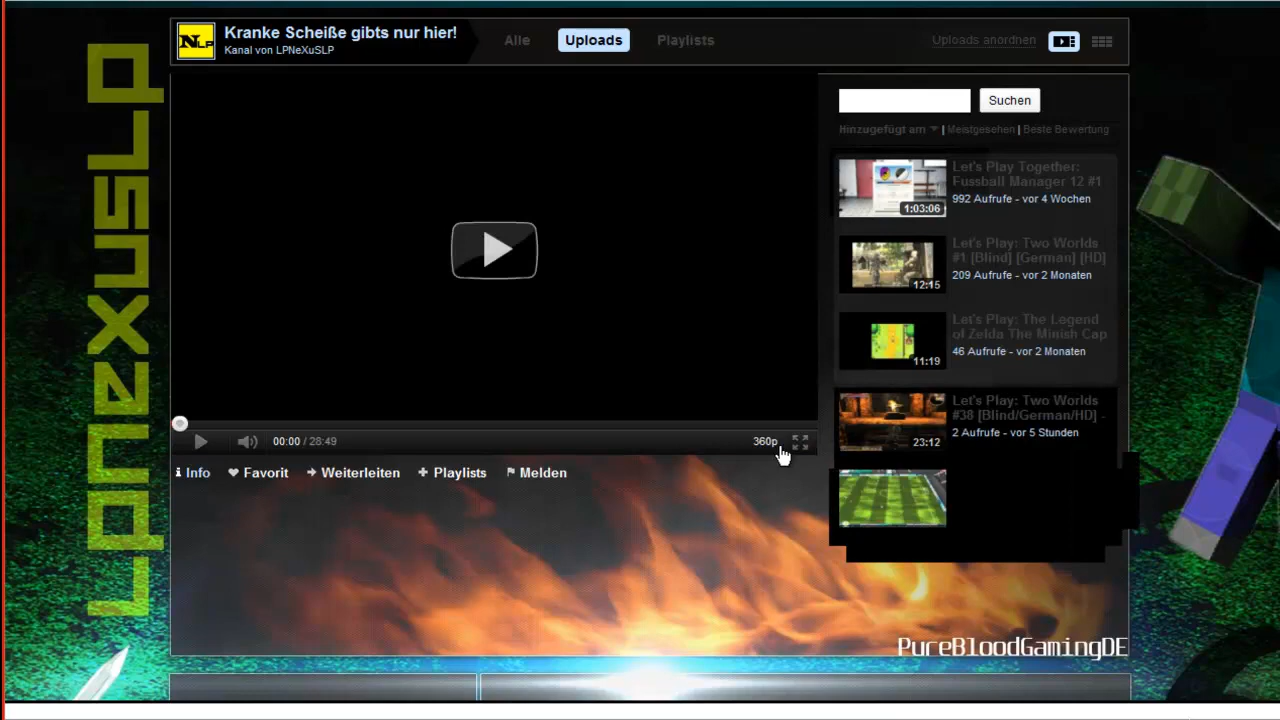 LPNeXuSLP
NLP
Kranke Scheiße gibts nur hier!
Kanal von LPNeXuSLP
Alle
Uploads
Playlists
Uploads anordnen
Suchen
Hinzugefügt am | Meistgesehen | Beste Bewertung
Let's Play Together:
Fussball Manager 12 #1
992 Aufrufe - vor 4 Wochen
1:03:06
Let's Play: Two Worlds
#1 [Blind] [German] [HD]
209 Aufrufe - vor 2 Monaten
12:15
Let's Play: The Legend
of Zelda The Minish Cap
46 Aufrufe - vor 2 Monaten
11:19
Let's Play: Two Worlds
#38 [Blind/German/HD] -
2 Aufrufe - vor 5 Stunden
23:12
00:00 / 28:49
360p
Info
Favorit
Weiterleiten
Playlists
Melden
PureBloodGamingDE